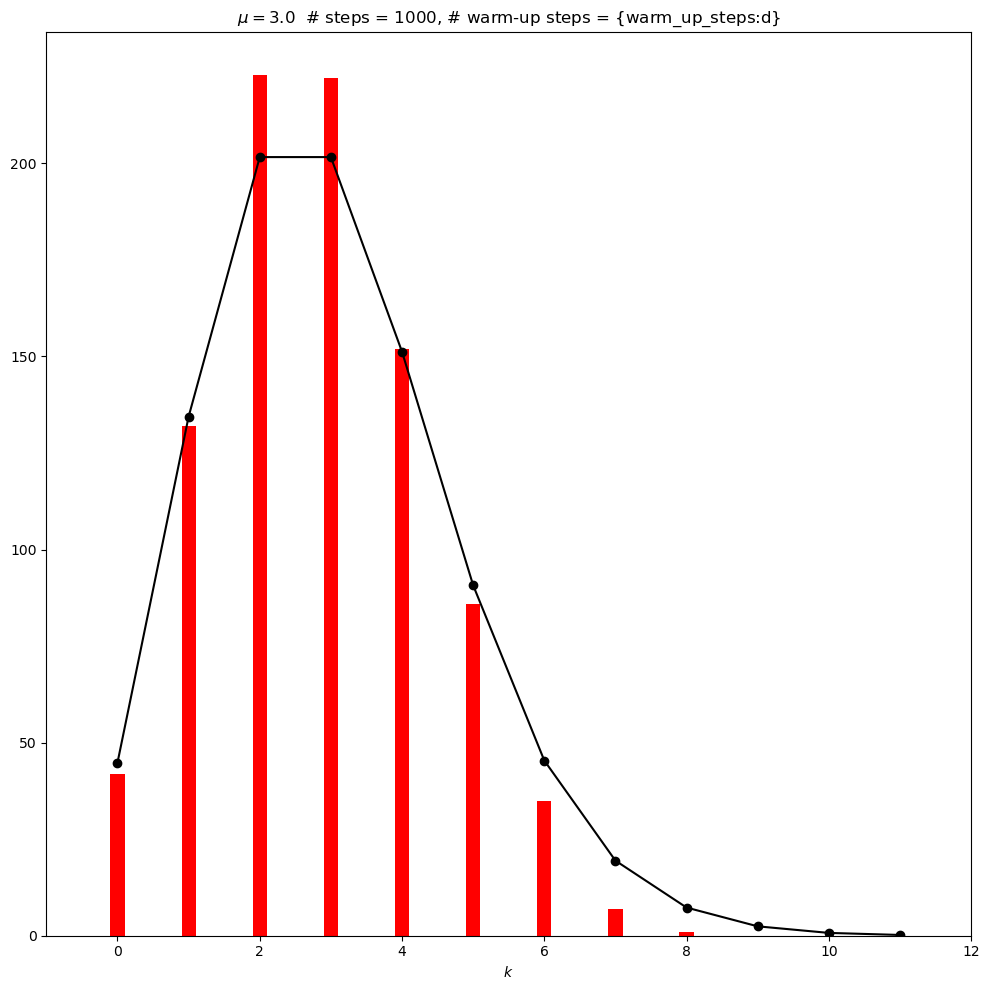 μ = 3.0  # steps = 1000, # warm-up steps = {warm_up_steps:d}
200
150
100
50
0
0 2 4 6 8 10 12
k